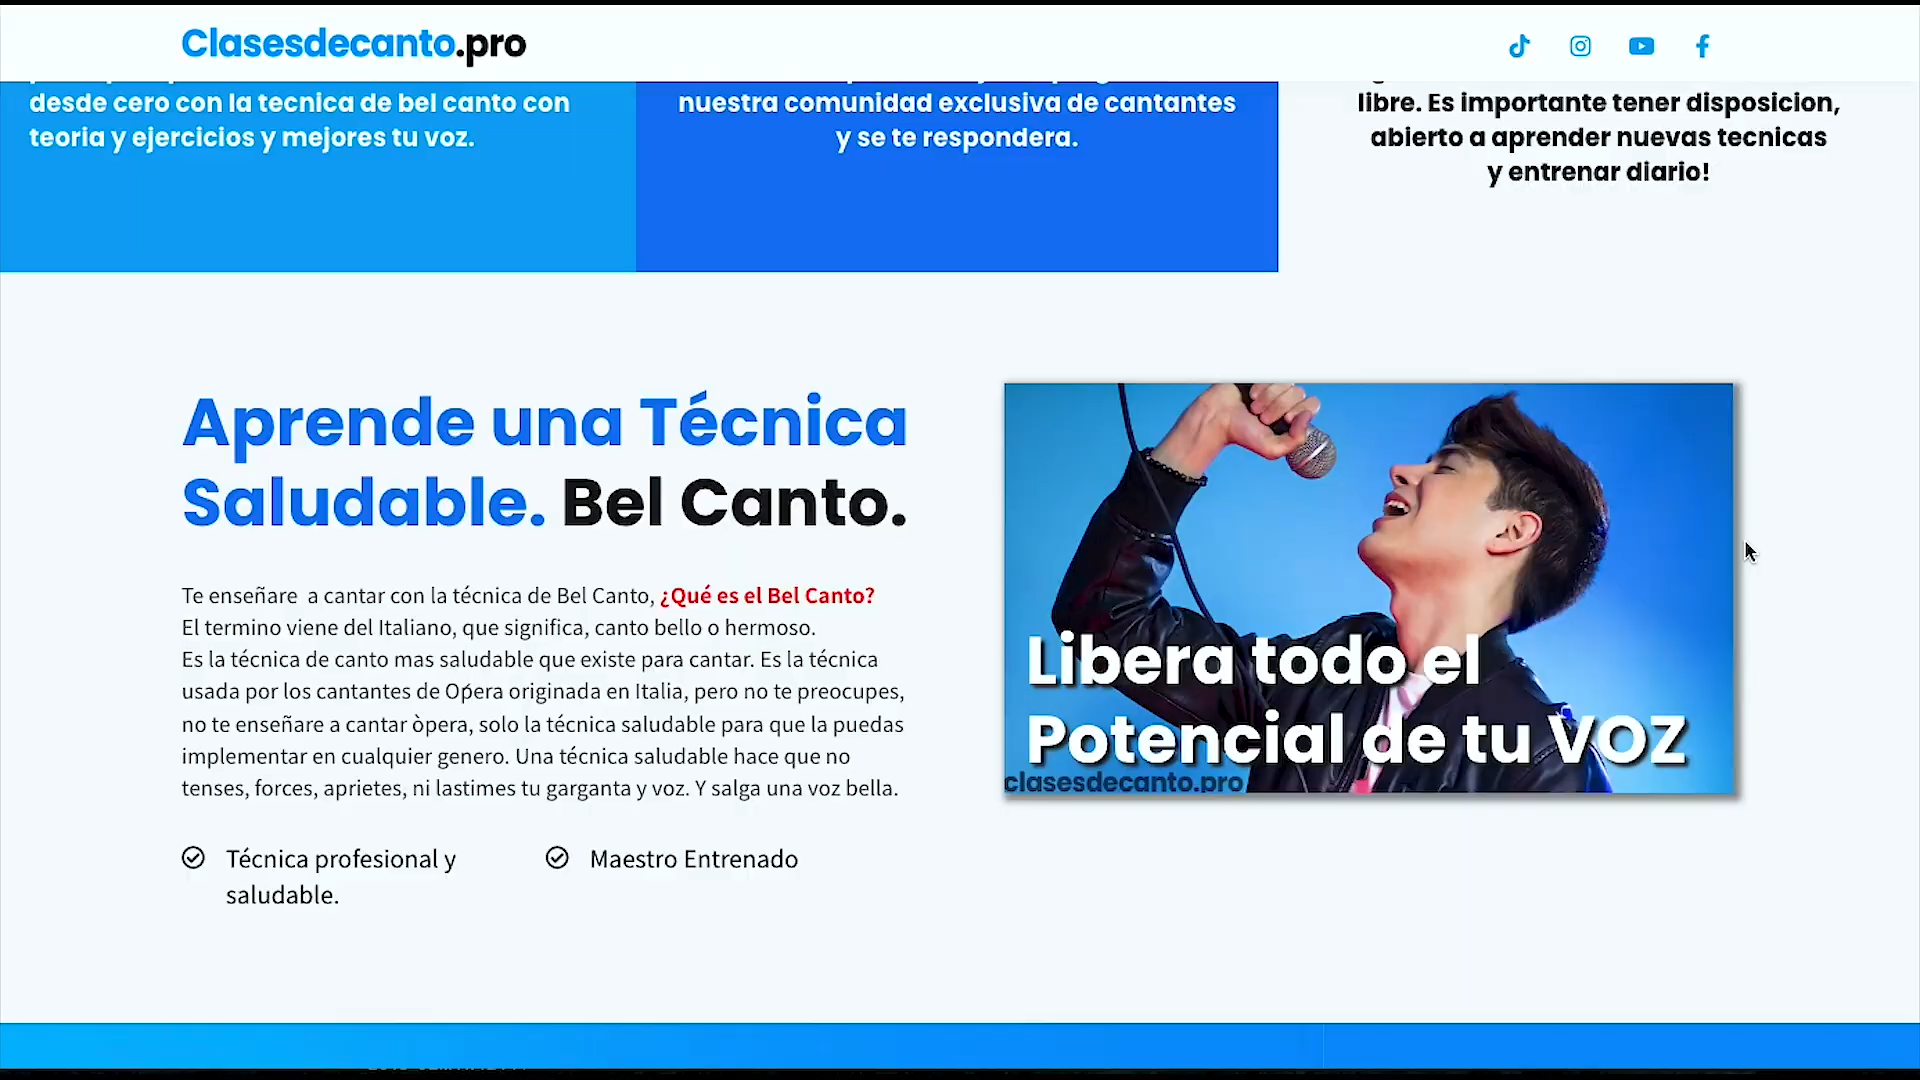 Clasesdecanto.pro
desde cero con la tecnica de bel canto con
teoria y ejercicios y mejores tu voz.
nuestra comunidad exclusiva de cantantes
y se te respondera.
libre. Es importante tener disposicion,
abierto a aprender nuevas tecnicas
y entrenar diario!
Aprende una Técnica
Saludable. Bel Canto.
Te enseñare  a cantar con la técnica de Bel Canto, ¿Qué es el Bel Canto?
El termino viene del Italiano, que significa, canto bello o hermoso.
Es la técnica de canto mas saludable que existe para cantar. Es la técnica
usada por los cantantes de Opera originada en Italia, pero no te preocupes,
no te enseñare a cantar òpera, solo la técnica saludable para que la puedas
implementar en cualquier genero. Una técnica saludable hace que no
tenses, forces, aprietes, ni lastimes tu garganta y voz. Y salga una voz bella.
Técnica profesional y
saludable.
Maestro Entrenado
Libera todo el
Potencial de tu VOZ
clasesdecanto.pro